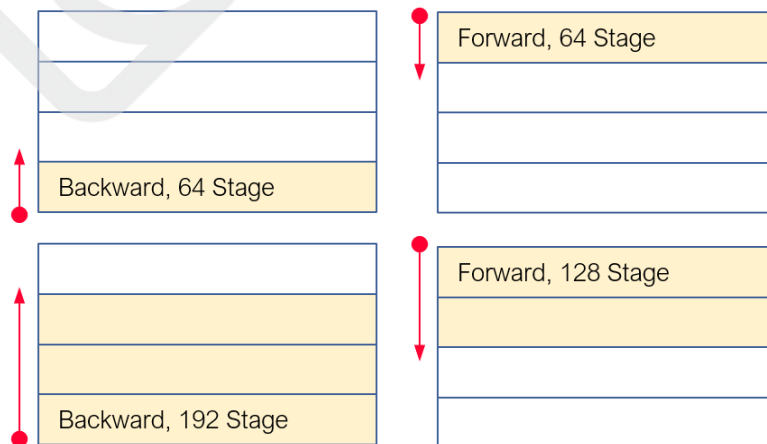 Forward, 64 Stage
Backward, 64 Stage
Forward, 128 Stage
Backward, 192 Stage